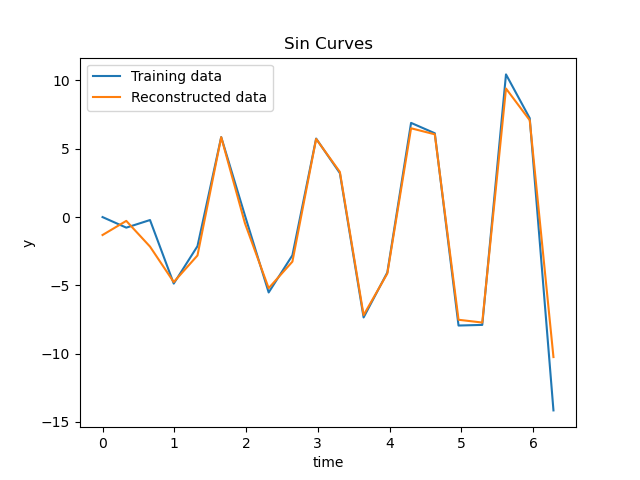 Sin Curves
Training data
Reconstructed data
10
5
0
−5
−10
−15
y
0 1 2 3 4 5 6
time